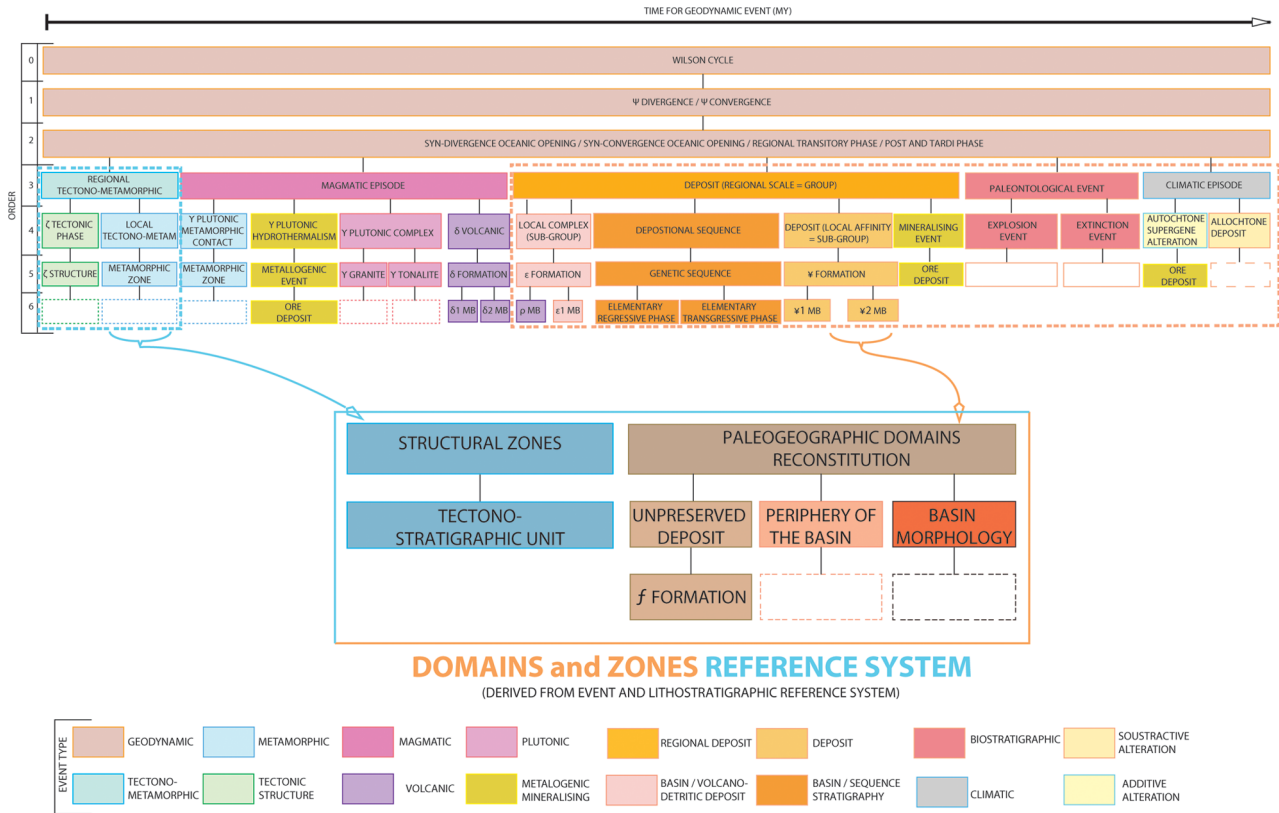 TIME FOR GEODYNAMIC EVENT (MY)
ORDER
0
WILSON CYCLE
1
Ψ DIVERGENCE / Ψ CONVERGENCE
2
SYN-DIVERGENCE OCEANIC OPENING / SYN-CONVERGENCE OCEANIC OPENING / REGIONAL TRANSITORY PHASE / POST AND TARDI PHASE
3
REGIONAL
TECTONO-METAMORPHIC
MAGMATIC EPISODE
DEPOSIT (REGIONAL SCALE = GROUP)
PALEONTOLOGICAL EVENT
CLIMATIC EPISODE
4
ζ TECTONIC
PHASE
LOCAL
TECTONO-METAM
Y PLUTONIC
METAMORPHIC
CONTACT
Y PLUTONIC
HYDROTHERMALISM
Y PLUTONIC COMPLEX
δ VOLCANIC
LOCAL COMPLEX
(SUB-GROUP)
DEPOSTIONAL SEQUENCE
DEPOSIT (LOCAL AFFINITY
= SUB-GROUP)
MINERALISING
EVENT
EXPLOSION
EVENT
EXTINCTION
EVENT
AUTOCHTONE
SUPERGENE
ALTERATION
ALLOCHTONE
DEPOSIT
5
ζ STRUCTURE
METAMORPHIC
ZONE
METAMORPHIC
ZONE
METALLOGENIC
EVENT
Y GRANITE
Y TONALITE
δ FORMATION
ε FORMATION
GENETIC SEQUENCE
¥ FORMATION
ORE
DEPOSIT
ORE
DEPOSIT
6
ORE
DEPOSIT
δ1 MB
δ2 MB
ρ MB
ε1 MB
ELEMENTARY
REGRESSIVE PHASE
ELEMENTARY
TRANSGRESSIVE PHASE
¥1 MB
¥2 MB
STRUCTURAL ZONES
PALEOGEOGRAPHIC DOMAINS
RECONSTITUTION
TECTONO-
STRATIGRAPHIC UNIT
UNPRESERVED
DEPOSIT
PERIPHERY OF
THE BASIN
BASIN
MORPHOLOGY
ƒ FORMATION
DOMAINS and ZONES REFERENCE SYSTEM
(DERIVED FROM EVENT AND LITHOSTRATIGRAPHIC REFERENCE SYSTEM)
EVENT TYPE
GEODYNAMIC
METAMORPHIC
MAGMATIC
PLUTONIC
REGIONAL DEPOSIT
DEPOSIT
BIOSTRATIGRAPHIC
SOUSTRACTIVE
ALTERATION
TECTONO-
METAMORPHIC
TECTONIC
STRUCTURE
VOLCANIC
METALOGENIC
MINERALISING
BASIN / VOLCANO-
DETRITIC DEPOSIT
BASIN / SEQUENCE
STRATIGRAPHY
CLIMATIC
ADDITIVE
ALTERATION